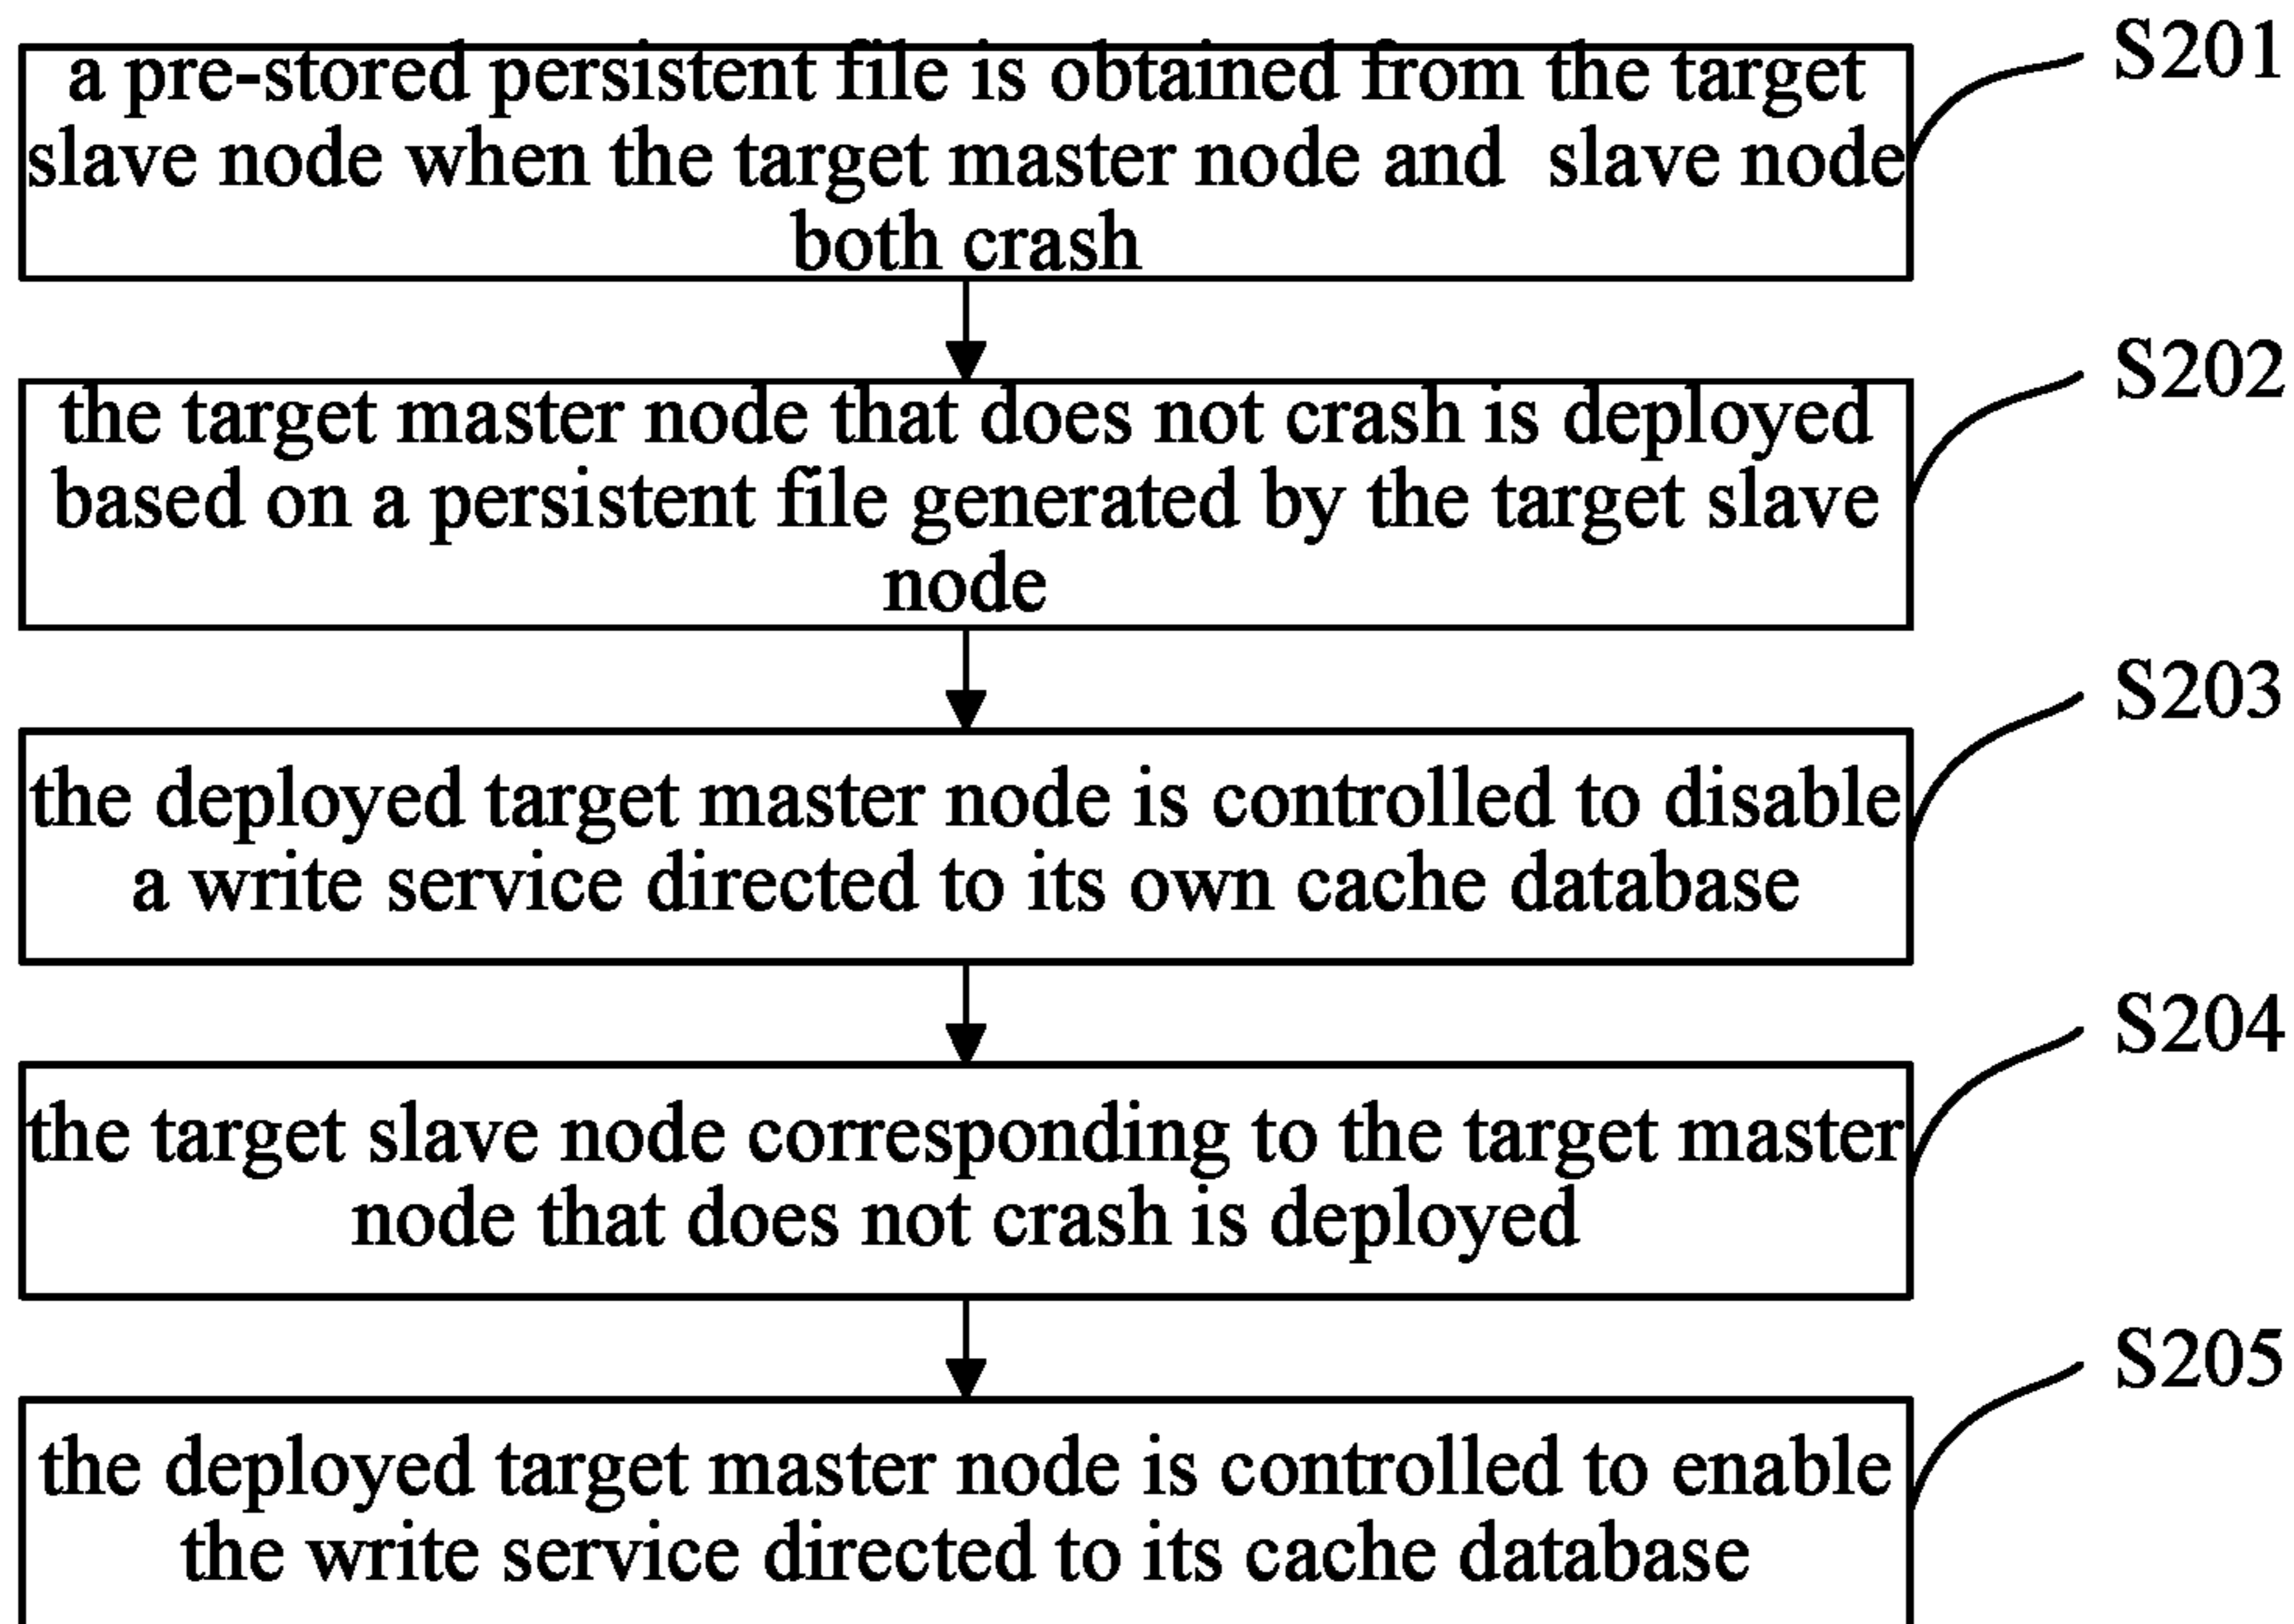 a pre-stored persistent file is obtained from the target
slave node when the target master node and slave node
both crash
S201
the target master node that does not crash is deployed
based on a persistent file generated by the target slave
node
S202
the deployed target master node is controlled to disable
a write service directed to its own cache database
S203
the target slave node corresponding to the target master
node that does not crash is deployed
S204
the deployed target master node is controlled to enable
the write service directed to its cache database
S205